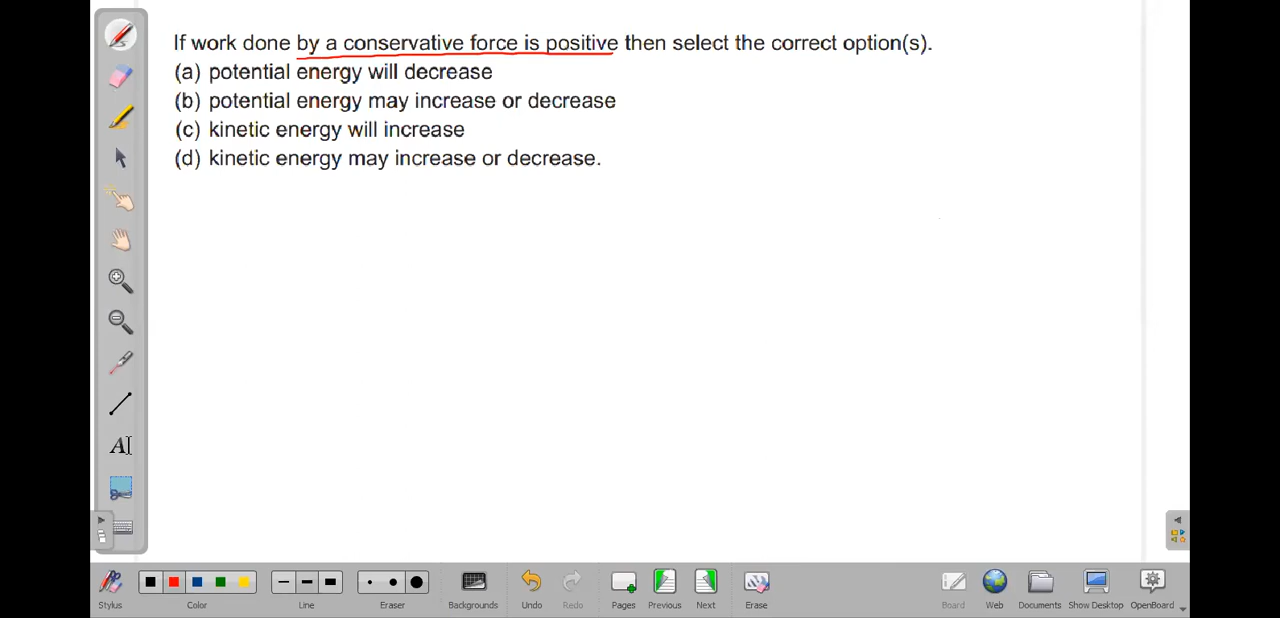 If work done by a conservative force is positive then select the correct option(s).
(a) potential energy will decrease
(b) potential energy may increase or decrease
(c) kinetic energy will increase
(d) kinetic energy may increase or decrease.
A
Stylus
Color
Line
Eraser
Backgrounds
Undo
Redo
Pages
Previous
Next
Erase
Board
Web
Documents
Show Desktop
OpenBoard